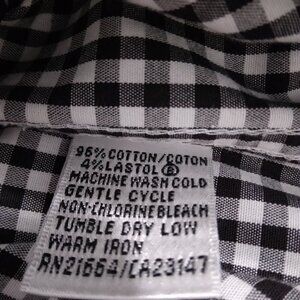 96% COTTON/COTON
4% LASTOL
MACHINE WASH COLD
GENTLE CYCLE
NON-CHLORINE BLEACH
TUMBLE DRY LOW
WARM IRON
RN21664/CA23147